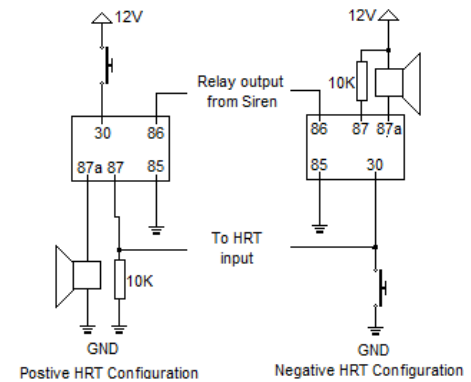 12V
12V
Relay output
from Siren
10K
30 86
86 87 87a
87a 87 85
85 30
To HRT
input
10K
GND
GND
Postive HRT Configuration
Negative HRT Configuration